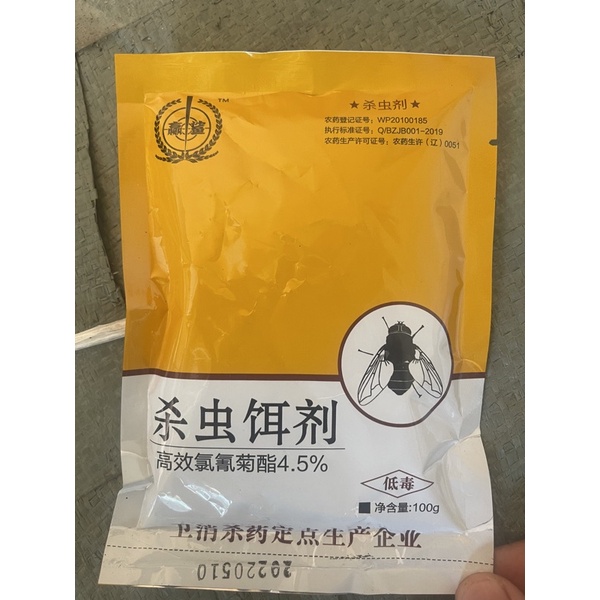 TM
★杀虫剂★
农药登记证号：WP20100185
执行标准证号：Q/BZJB001-2019
农药生产许可证号：农药生许（辽）0051
杀虫饵剂
高效氯氰菊酯4.5%
低毒
■净含量:100g
卫消杀药定点生产企业
20220510